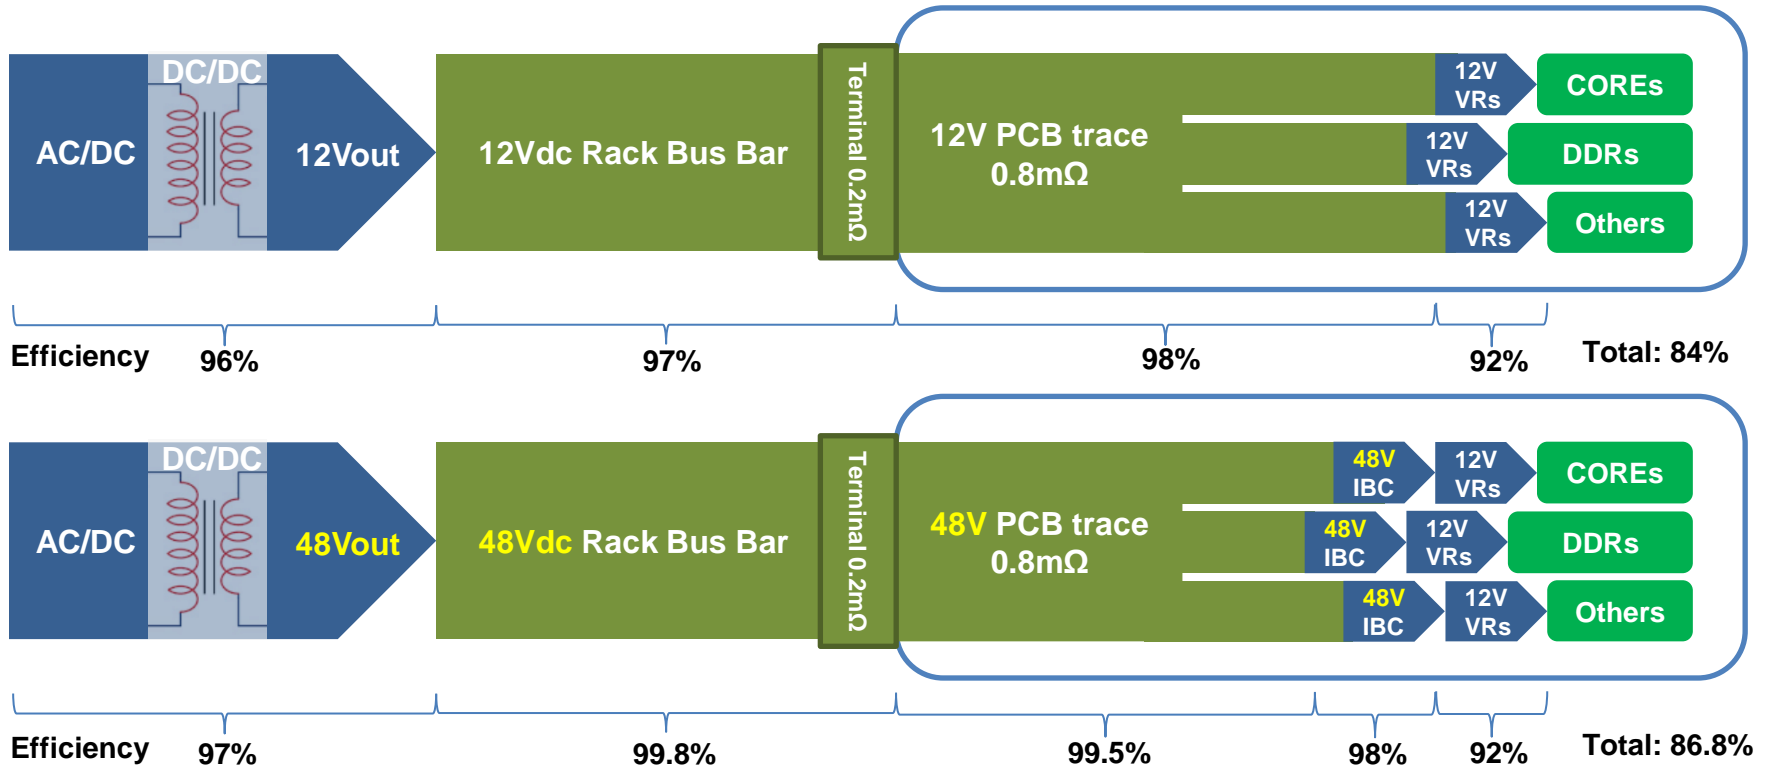 DC/DC
AC/DC
12Vout
12Vdc Rack Bus Bar
Terminal 0.2mΩ
12V PCB trace
0.8mΩ
12V
VRs
COREs
12V
VRs
DDRs
12V
VRs
Others
Efficiency
96%
97%
98%
92%
Total: 84%
DC/DC
AC/DC
48Vout
48Vdc Rack Bus Bar
Terminal 0.2mΩ
48V PCB trace
0.8mΩ
48V
IBC
12V
VRs
COREs
48V
IBC
12V
VRs
DDRs
48V
IBC
12V
VRs
Others
Efficiency
97%
99.8%
99.5%
98%
92%
Total: 86.8%